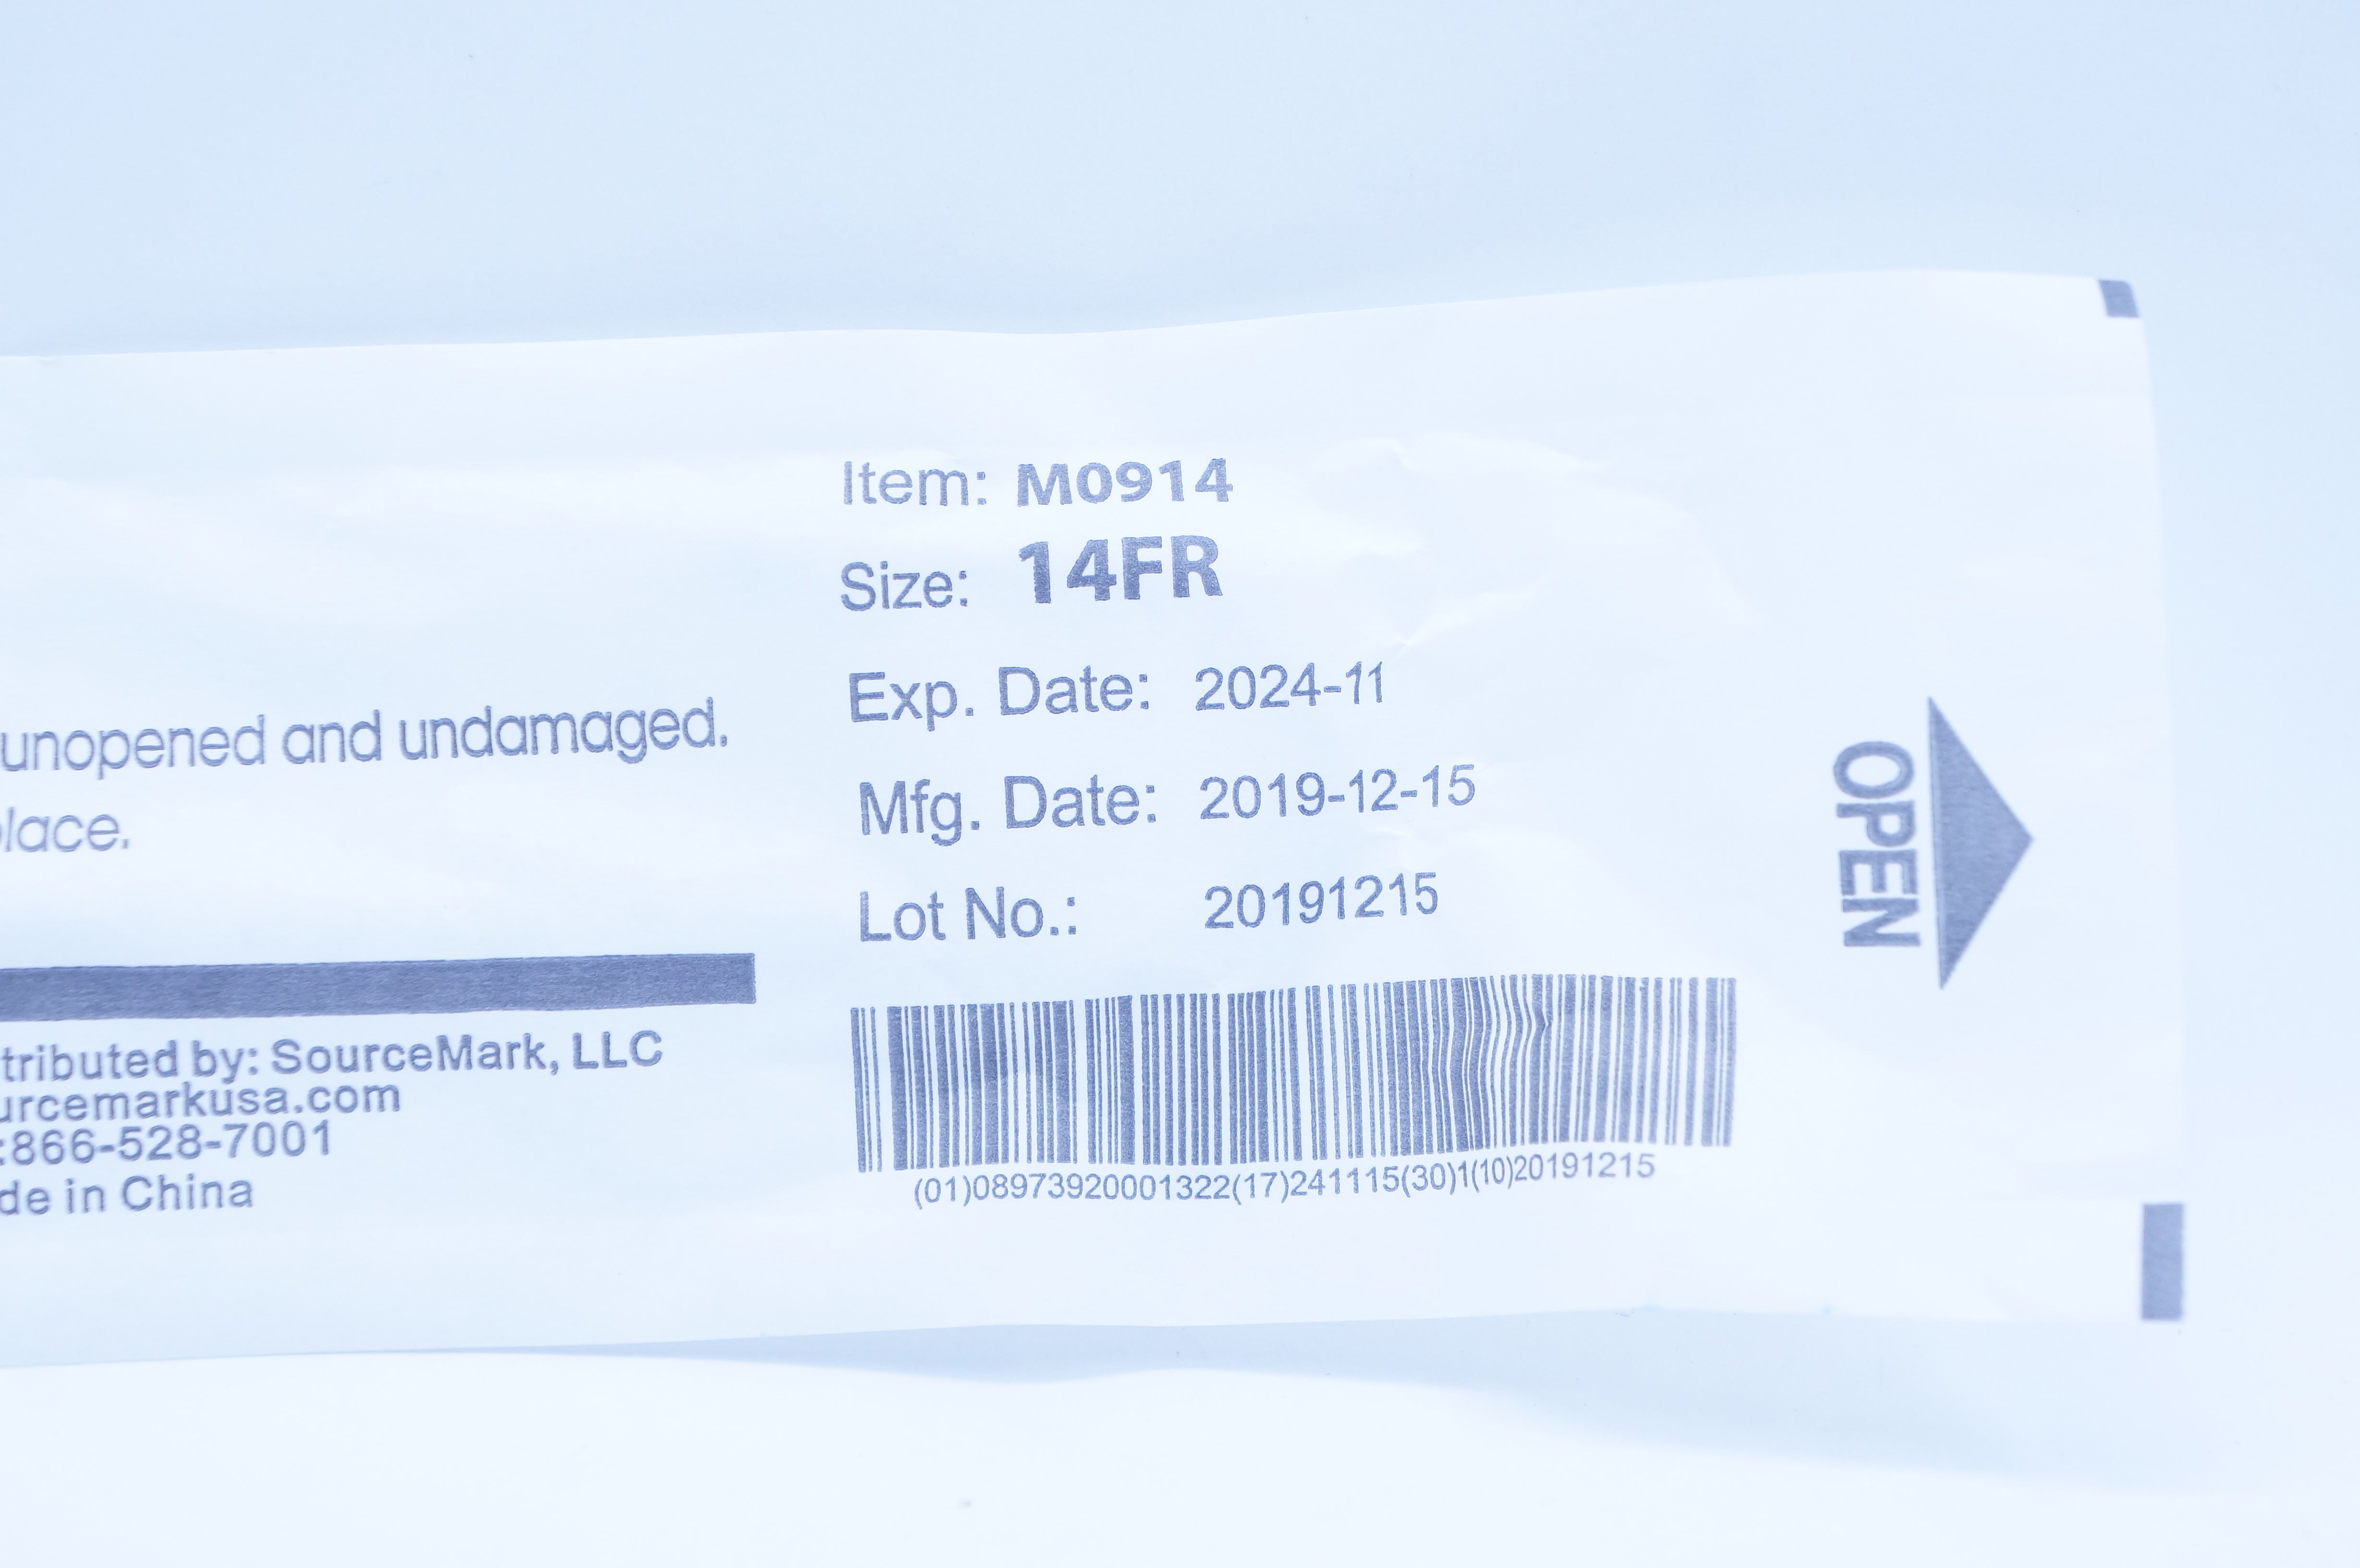 unopened and undamaged.
place.
tributed by: SourceMark, LLC
urcemarkusa.com
:866-528-7001
de in China
Item: M0914
Size: 14FR
Exp. Date: 2024-11
Mfg. Date: 2019-12-15
Lot No.: 20191215
(01)08973920001322(17)241115(30)1(10)20191215
OPEN